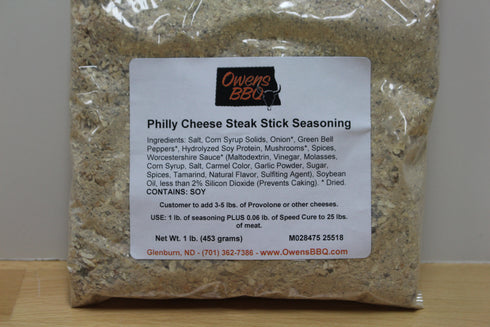 Owens
BBQ
Philly Cheese Steak Stick Seasoning
Ingredients: Salt, Corn Syrup Solids, Onion*, Green Bell
Peppers*, Hydrolyzed Soy Protein, Mushrooms*, Spices,
Worcestershire Sauce* (Maltodextrin, Vinegar, Molasses,
Corn Syrup, Salt, Carmel Color, Garlic Powder, Sugar,
Spices, Tamarind, Natural Flavor, Sulfiting Agent), Soybean
Oil, less than 2% Silicon Dioxide (Prevents Caking). * Dried.
CONTAINS: SOY
Customer to add 3-5 lbs. of Provolone or other cheeses.
USE: 1 lb. of seasoning PLUS 0.06 lb. of Speed Cure to 25 lbs.
of meat.
Net Wt. 1 lb. (453 grams) M028475 25518
Glenburn, ND - (701) 362-7386 - www.OwensBBQ.com